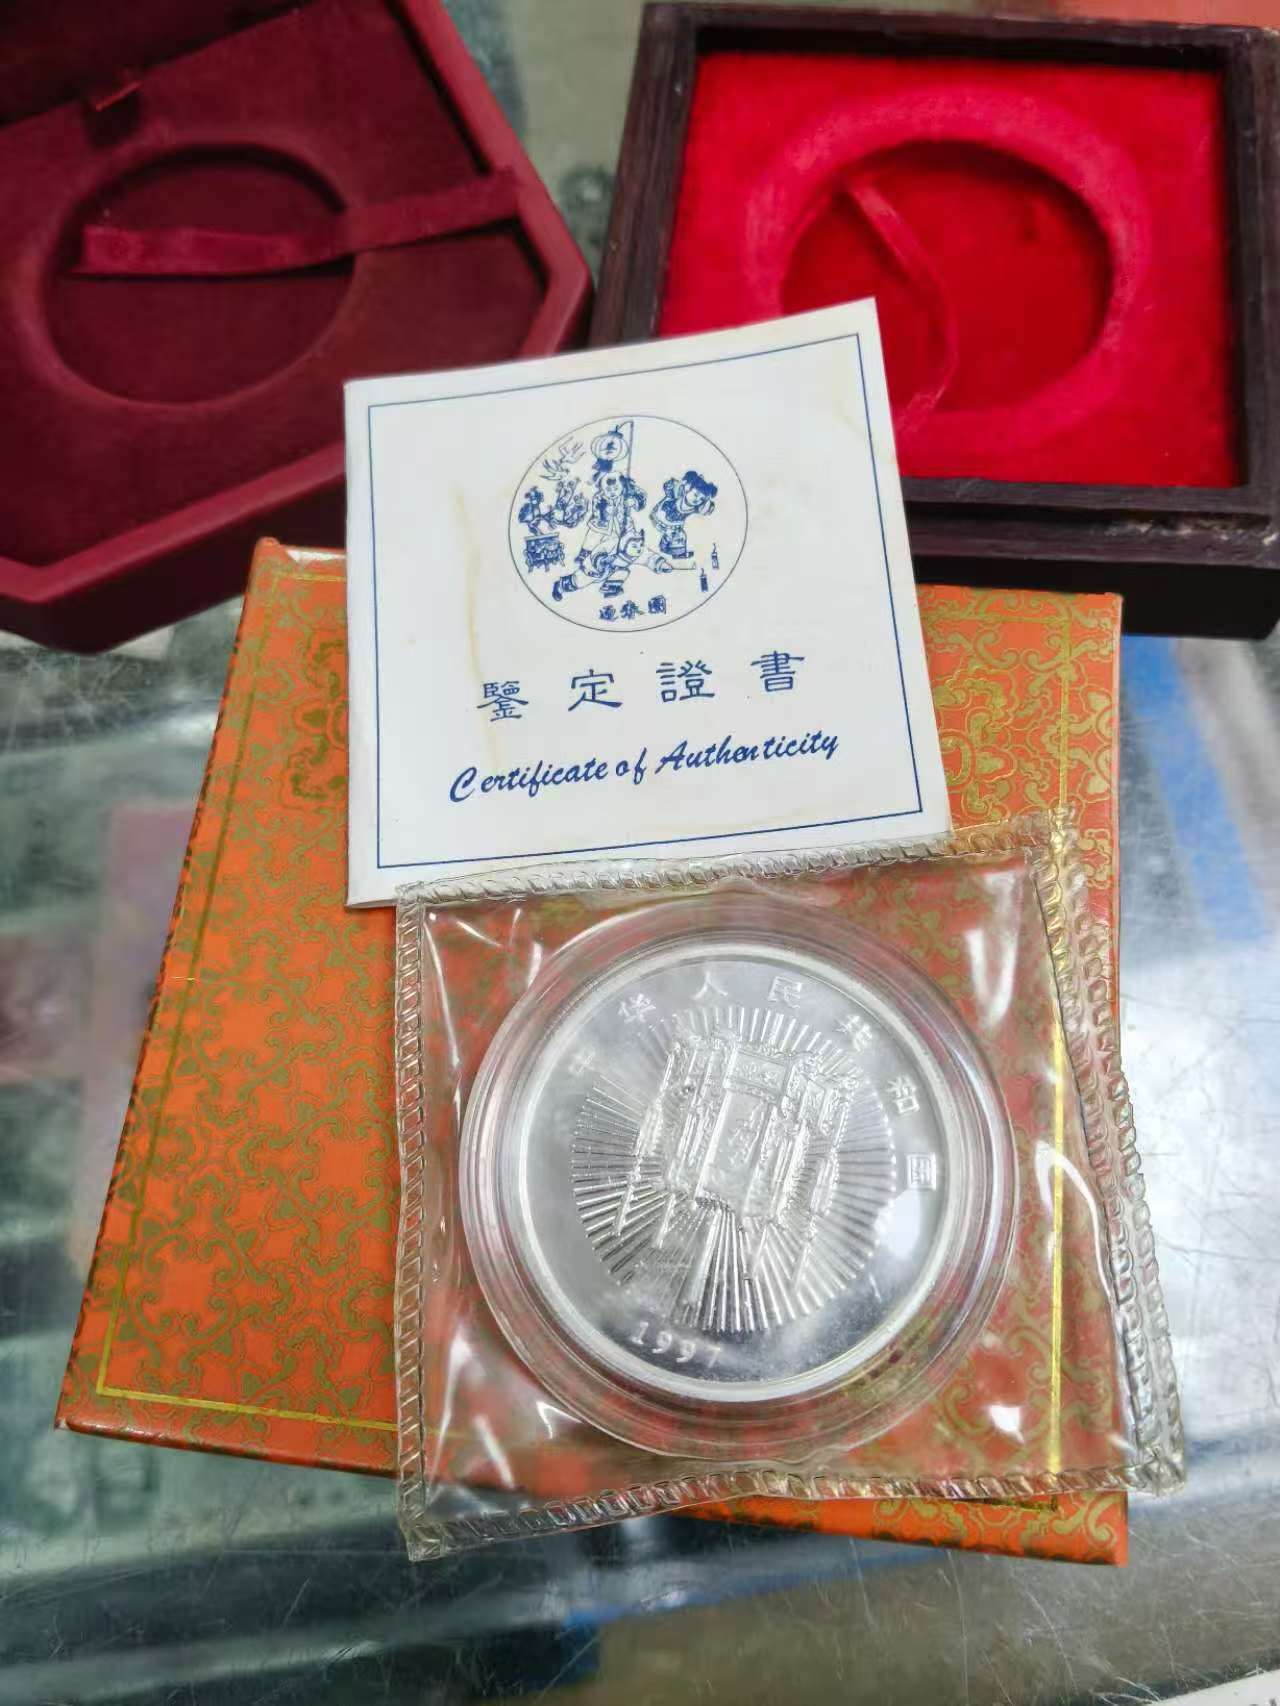 迎春圖
鑒定證書
Certificate of Authenticity
中华人民共和国
1997